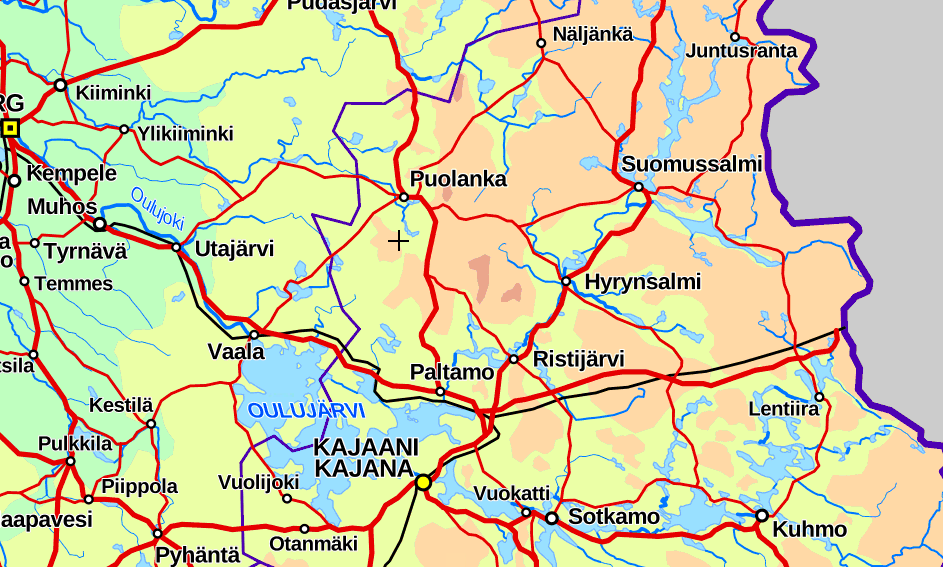 Pudasjärvi
Näljänkä
Juntusranta
Kiiminki
RG
Ylikiiminki
Suomussalmi
Kempele
Puolanka
Muhos
Oulujoki
Tyrnävä
Utajärvi
Temmes
Hyrynsalmi
Vaala
Ristijärvi
Paltamo
Kestilä
OULUJÄRVI
Lentiira
Pulkkila
KAJAANI
KAJANA
Vuolijoki
Piippola
Vuokatti
Sotkamo
Kuhmo
aapavesi
Otanmäki
Pyhäntä